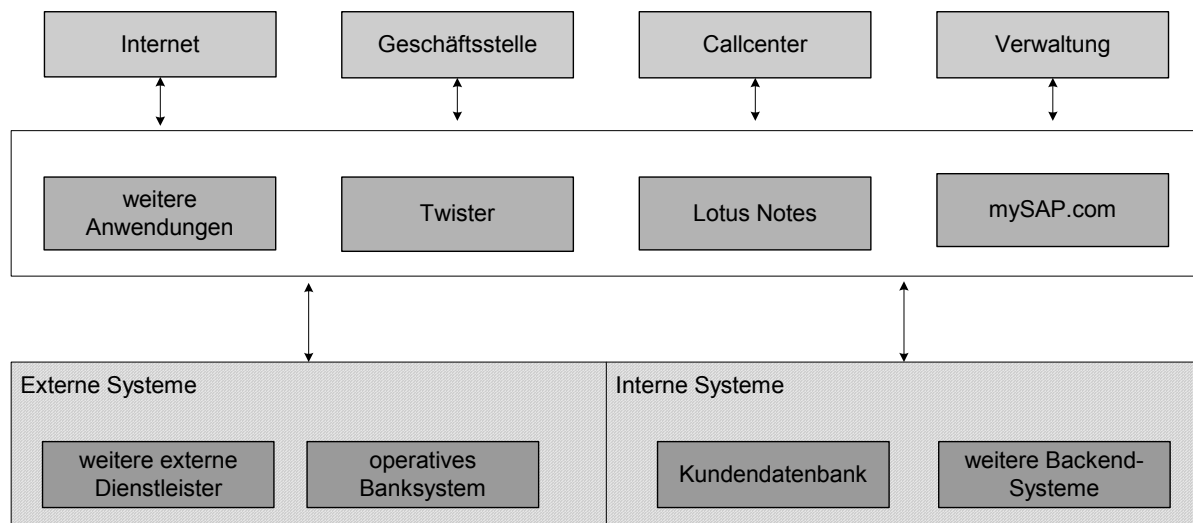 Internet
Geschäftsstelle
Callcenter
Verwaltung
weitere
Anwendungen
Twister
Lotus Notes
mySAP.com
Externe Systeme
Interne Systeme
weitere externe
Dienstleister
operatives
Banksystem
Kundendatenbank
weitere Backend-
Systeme